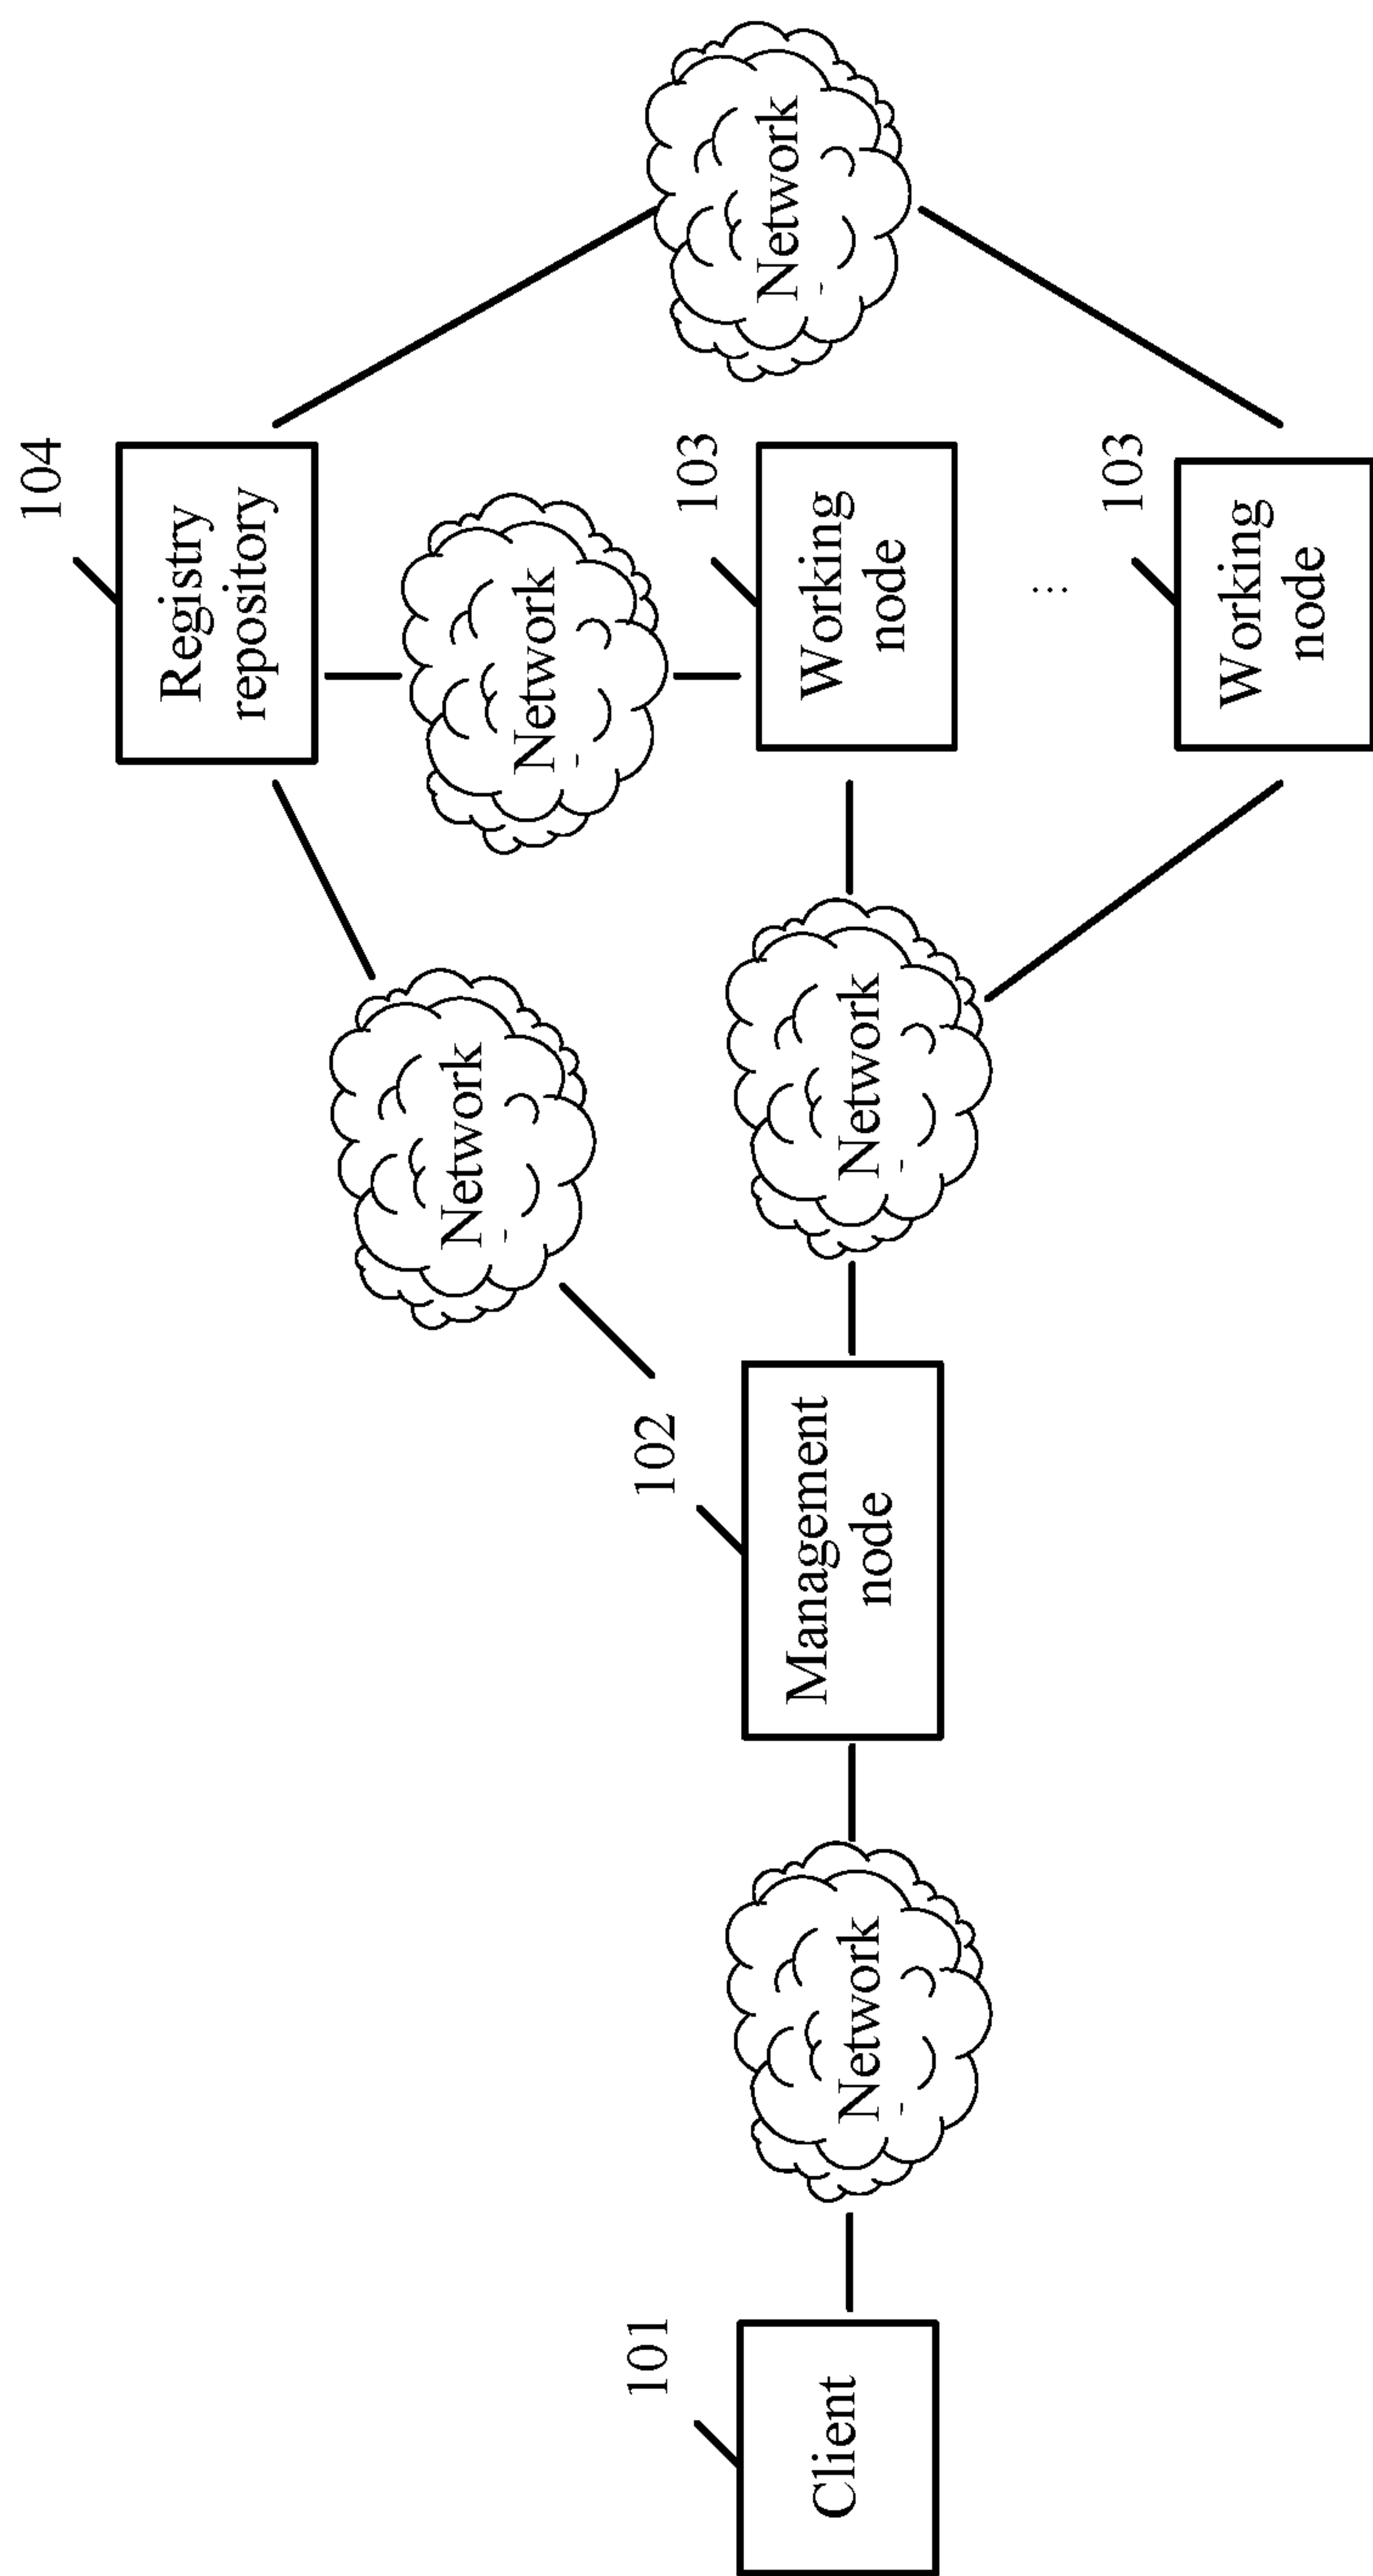 104
Registry
repository
Network
Network
Network
102
103
Working
node
101
Client
Network
Management
node
Network
...
103
Working
node